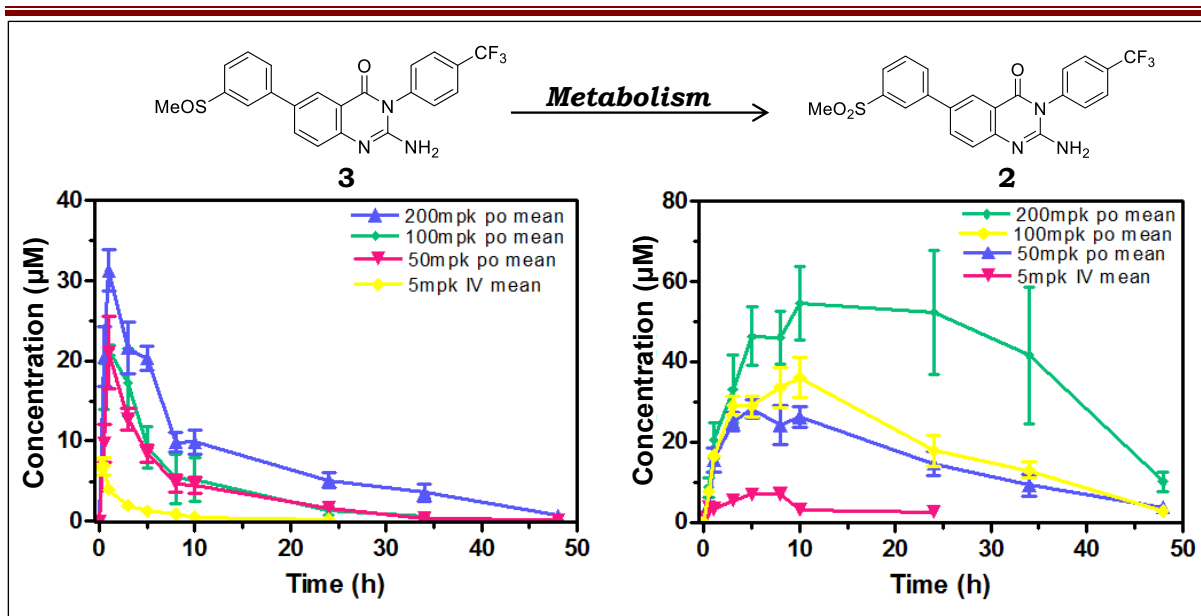 CF3
O
MeOS
N
N
NH2
3
Metabolism
CF3
O
MeO2S
N
N
NH2
2
200mpk po mean
100mpk po mean
50mpk po mean
5mpk IV mean
40
30
20
10
0
0 10 20 30 40 50
Concentration (µM)
Time (h)
200mpk po mean
100mpk po mean
50mpk po mean
5mpk IV mean
80
60
40
20
0
0 10 20 30 40 50
Concentration (µM)
Time (h)